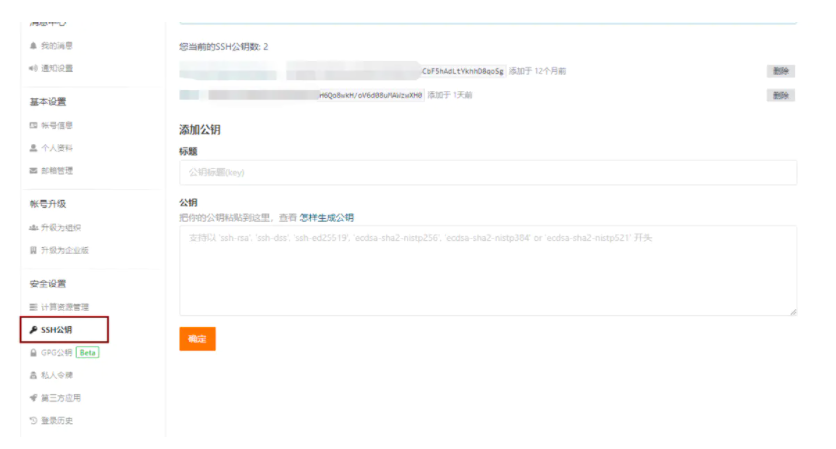 消息中心
我的消息
通知设置
基本设置
帐号信息
个人资料
邮箱管理
帐号升级
升级为组织
升级为企业版
安全设置
计算资源管理
SSH公钥
GPG公钥 Beta
私人令牌
第三方应用
登录历史
您当前的SSH公钥数: 2
添加于 12个月前 删除
添加于 1天前 删除
添加公钥
标题
公钥标题(key)
公钥
把你的公钥粘贴到这里，查看 怎样生成公钥
支持以 'ssh-rsa', 'ssh-dss', 'ssh-ed25519', 'ecdsa-sha2-nistp256', 'ecdsa-sha2-nistp384' or 'ecdsa-sha2-nistp521' 开头
确定